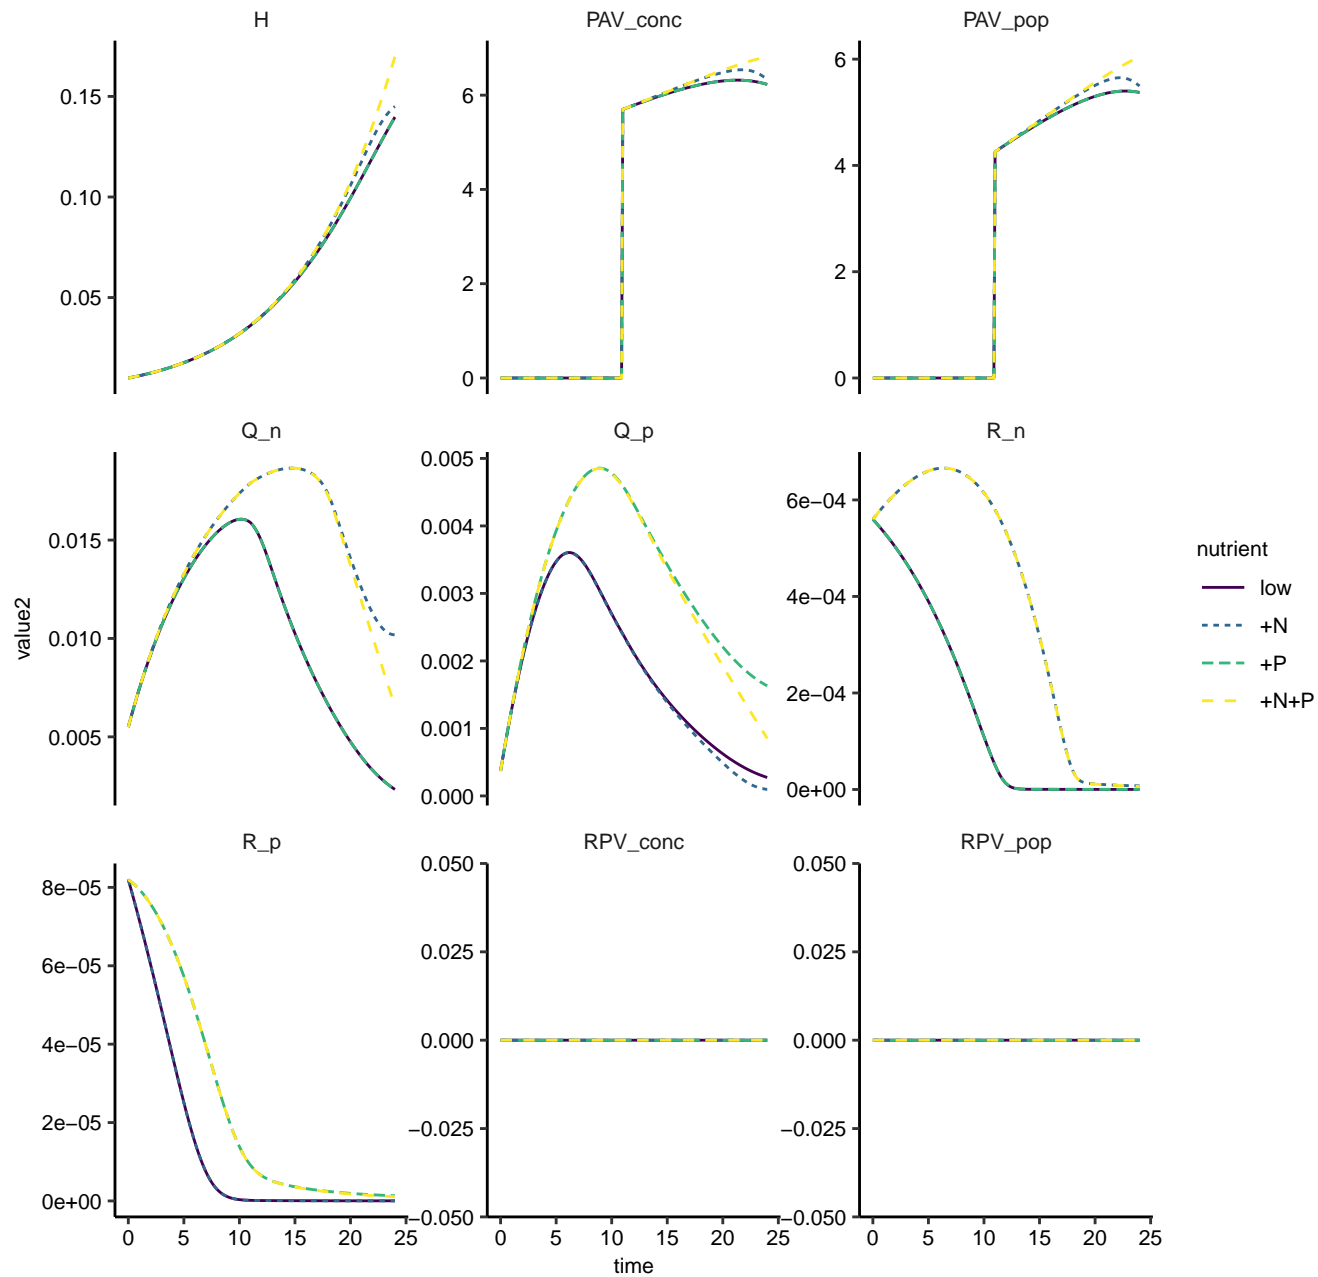 H
PAV_conc
PAV_pop
0.15
0.10
0.05
6
4
2
0
6
4
2
0
Q_n
Q_p
R_n
0.015
0.010
0.005
0.005
0.004
0.003
0.002
0.001
0.000
6e−04
4e−04
2e−04
0e+00
value2
nutrient
low
+N
+P
+N+P
R_p
RPV_conc
RPV_pop
8e−05
6e−05
4e−05
2e−05
0e+00
0.050
0.025
0.000
−0.025
−0.050
0.050
0.025
0.000
−0.025
−0.050
0 5 10 15 20 25
0 5 10 15 20 25
0 5 10 15 20 25
time